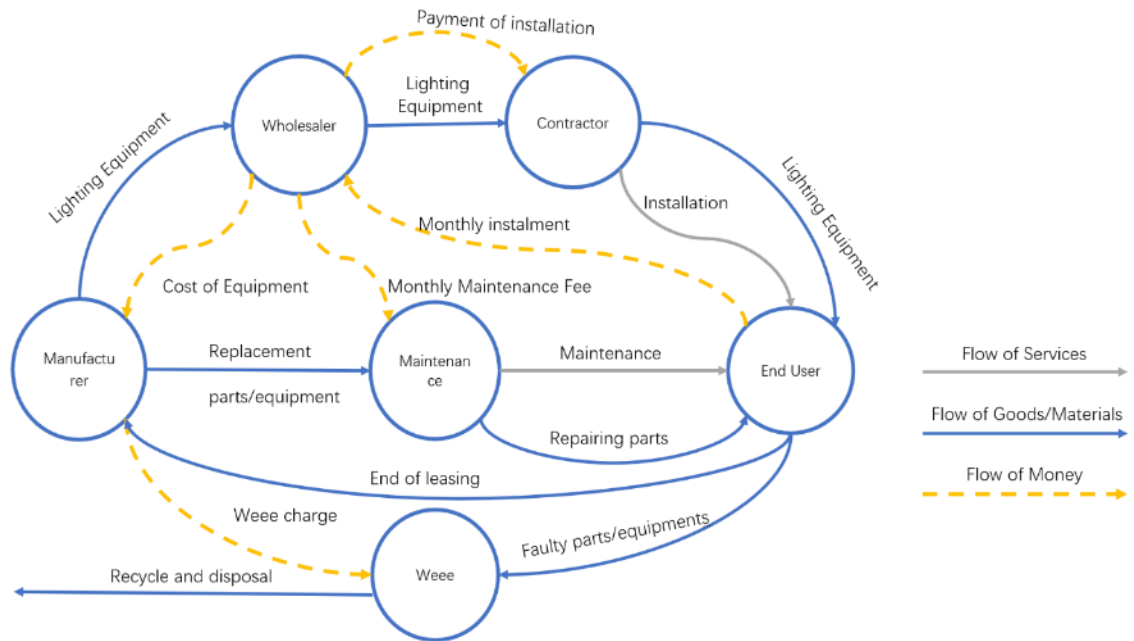 Payment of installation
Lighting
Equipment
Wholesaler
Contractor
Lighting Equipment
Installation
Lighting Equipment
Monthly instalment
Cost of Equipment
Monthly Maintenance Fee
Manufactu
rer
Replacement
parts/equipment
Maintenan
ce
Maintenance
End User
Flow of Services
Flow of Goods/Materials
Repairing parts
End of leasing
Flow of Money
Weee charge
Faulty parts/equipments
Recycle and disposal
Weee